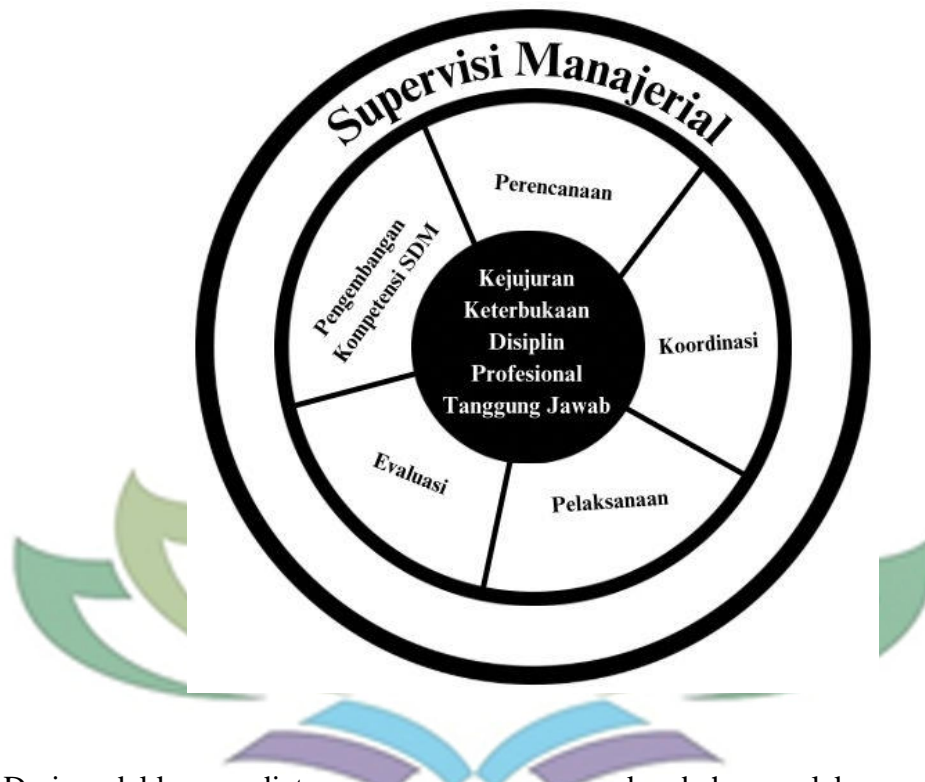 Supervisi Manajerial
Perencanaan
Koordinasi
Pelaksanaan
Evaluasi
Pengembangan
Kompetensi SDM
Kejujuran
Keterbukaan
Disiplin
Profesional
Tanggung Jawab